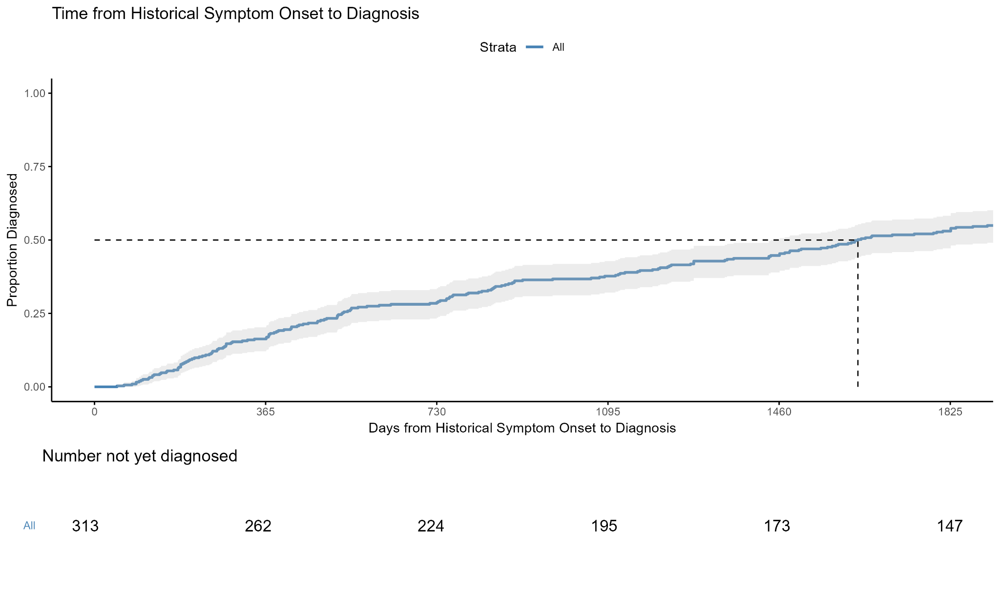 Time from Historical Symptom Onset to Diagnosis
Strata All
1.00
0.75
0.50
0.25
0.00
Proportion Diagnosed
0 365 730 1095 1460 1825
Days from Historical Symptom Onset to Diagnosis
Number not yet diagnosed
All 313 262 224 195 173 147